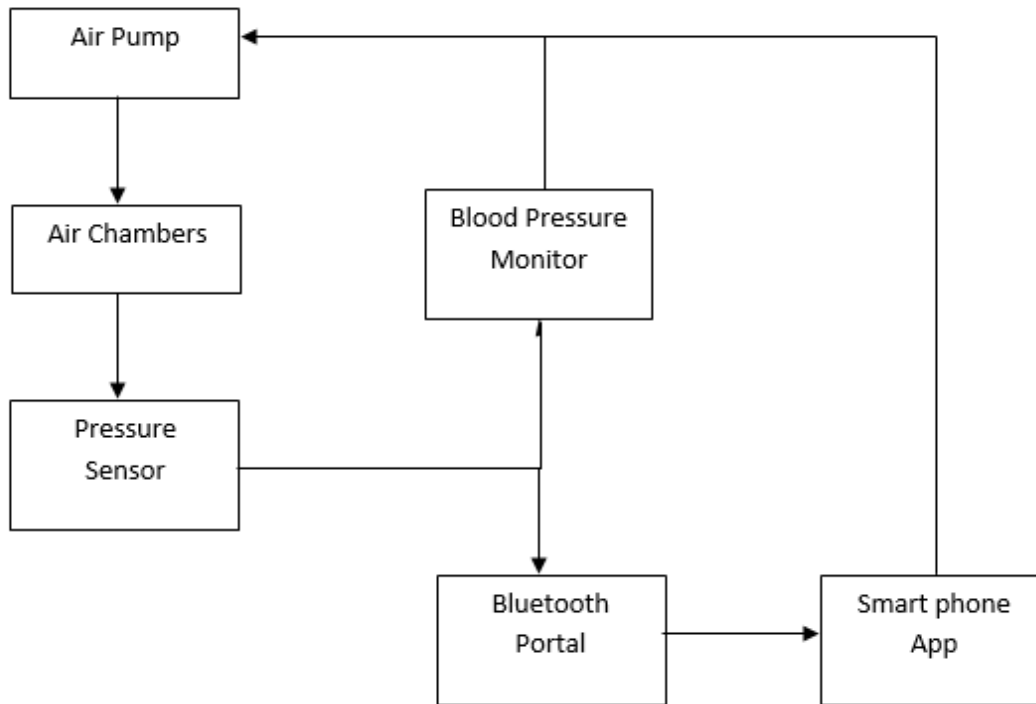 Air Pump
Air Chambers
Blood Pressure
Monitor
Pressure
Sensor
Bluetooth
Portal
Smart phone
App